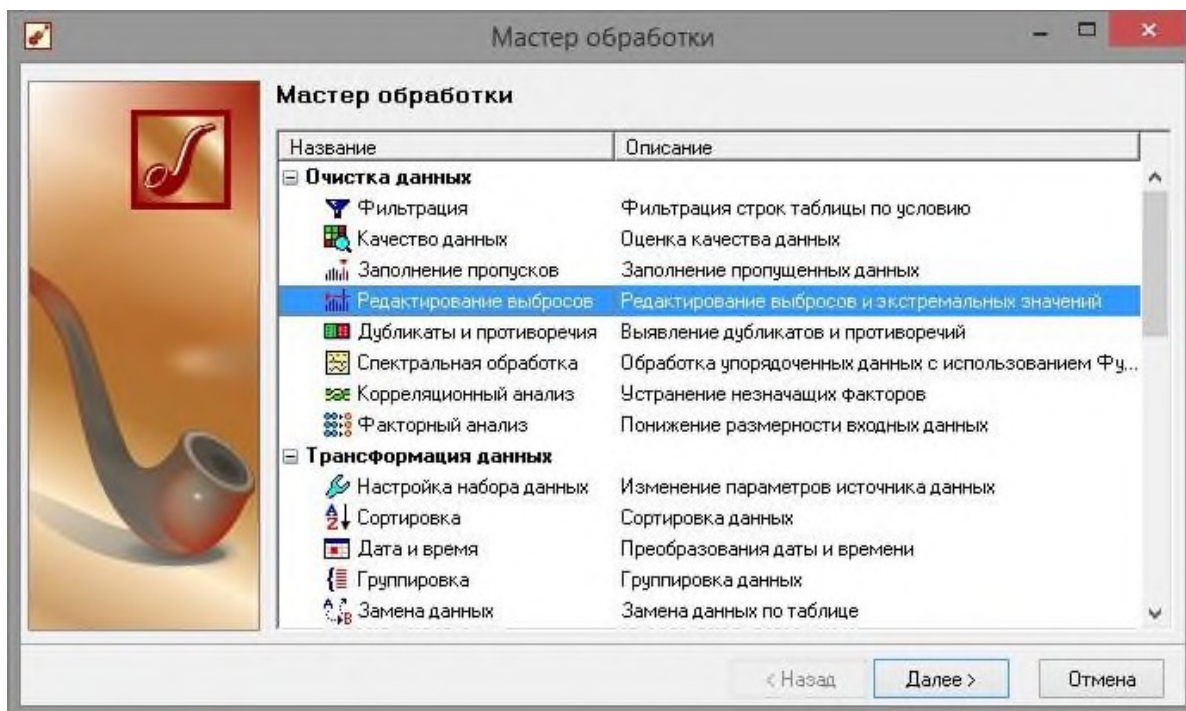 Мастер обработки
Мастер обработки
Название Описание
Очистка данных
Фильтрация Фильтрация строк таблицы по условию
Качество данных Оценка качества данных
Заполнение пропусков Заполнение пропущенных данных
Редактирование выбросов Редактирование выбросов и экстремальных значений
Дубликаты и противоречия Выявление дубликатов и противоречий
Спектральная обработка Обработка упорядоченных данных с использованием Фу...
Корреляционный анализ Устранение незначащих факторов
Факторный анализ Понижение размерности входных данных
Трансформация данных
Настройка набора данных Изменение параметров источника данных
Сортировка Сортировка данных
Дата и время Преобразования даты и времени
Группировка Группировка данных
Замена данных Замена данных по таблице
< Назад Далее > Отмена